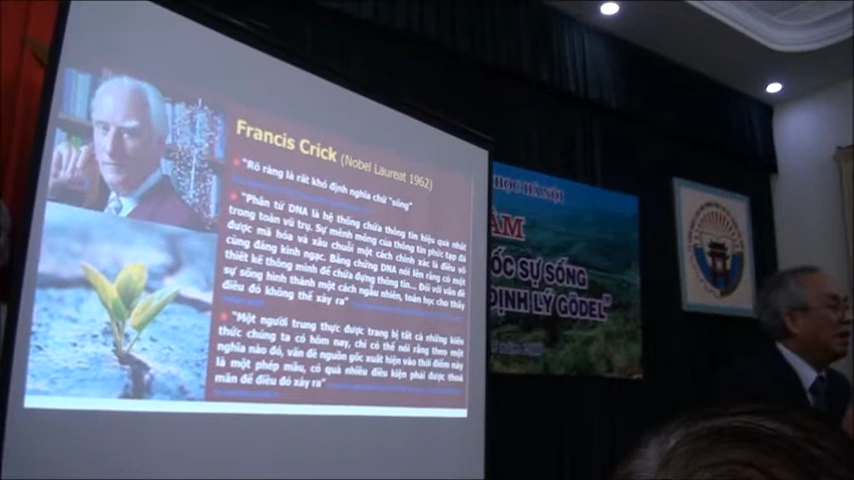 Francis Crick (Nobel Laureat 1962)
"Rõ ràng là rất khó định nghĩa chữ "sống"
"Phân tử DNA là hệ thống chứa thông tin hiệu quả nhất
trong toàn vũ trụ. Sự mênh mông của thông tin phức tạp đã
được mã hóa và xâu chuỗi một cách chính xác là điều vô
cùng đáng kinh ngạc. Bằng chứng DNA nói lên rằng có một
thiết kế thông minh để chứa đựng thông tin... Đối với vấn đề
sự sống hình thành một cách ngẫu nhiên, toán học cho thấy
điều đó không thể xảy ra"
"Một người trung thực được trang bị tất cả những kiến
thức chúng ta có hôm nay, chỉ có thể nói rằng theo một
nghĩa nào đó, vấn đề nguồn gốc xuất hiện vào thời điểm này
là một phép màu, có quá nhiều điều kiện phải được thoả
mãn để điều đó xảy ra"
HỌC HÀ NỘI
ÀM
ỐC SỰ SỐNG
ĐỊNH LÝ GÖDEL"